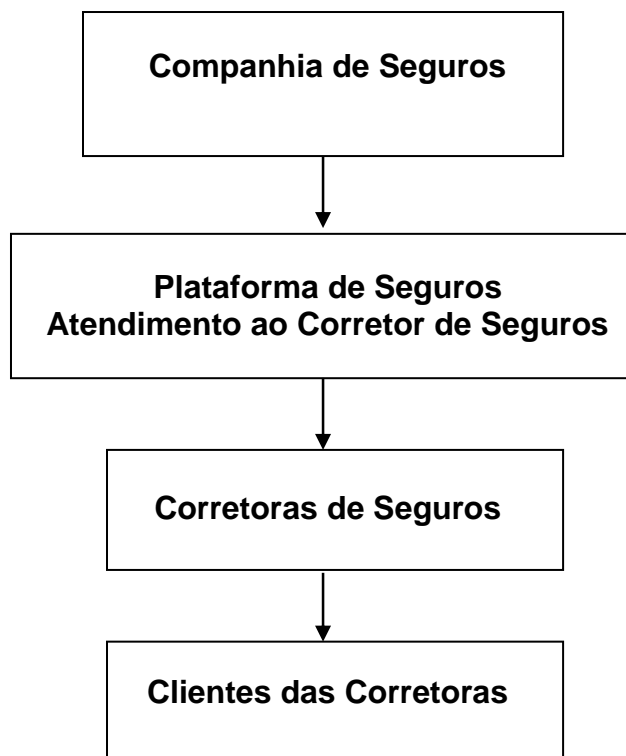 Companhia de Seguros
Plataforma de Seguros
Atendimento ao Corretor de Seguros
Corretoras de Seguros
Clientes das Corretoras